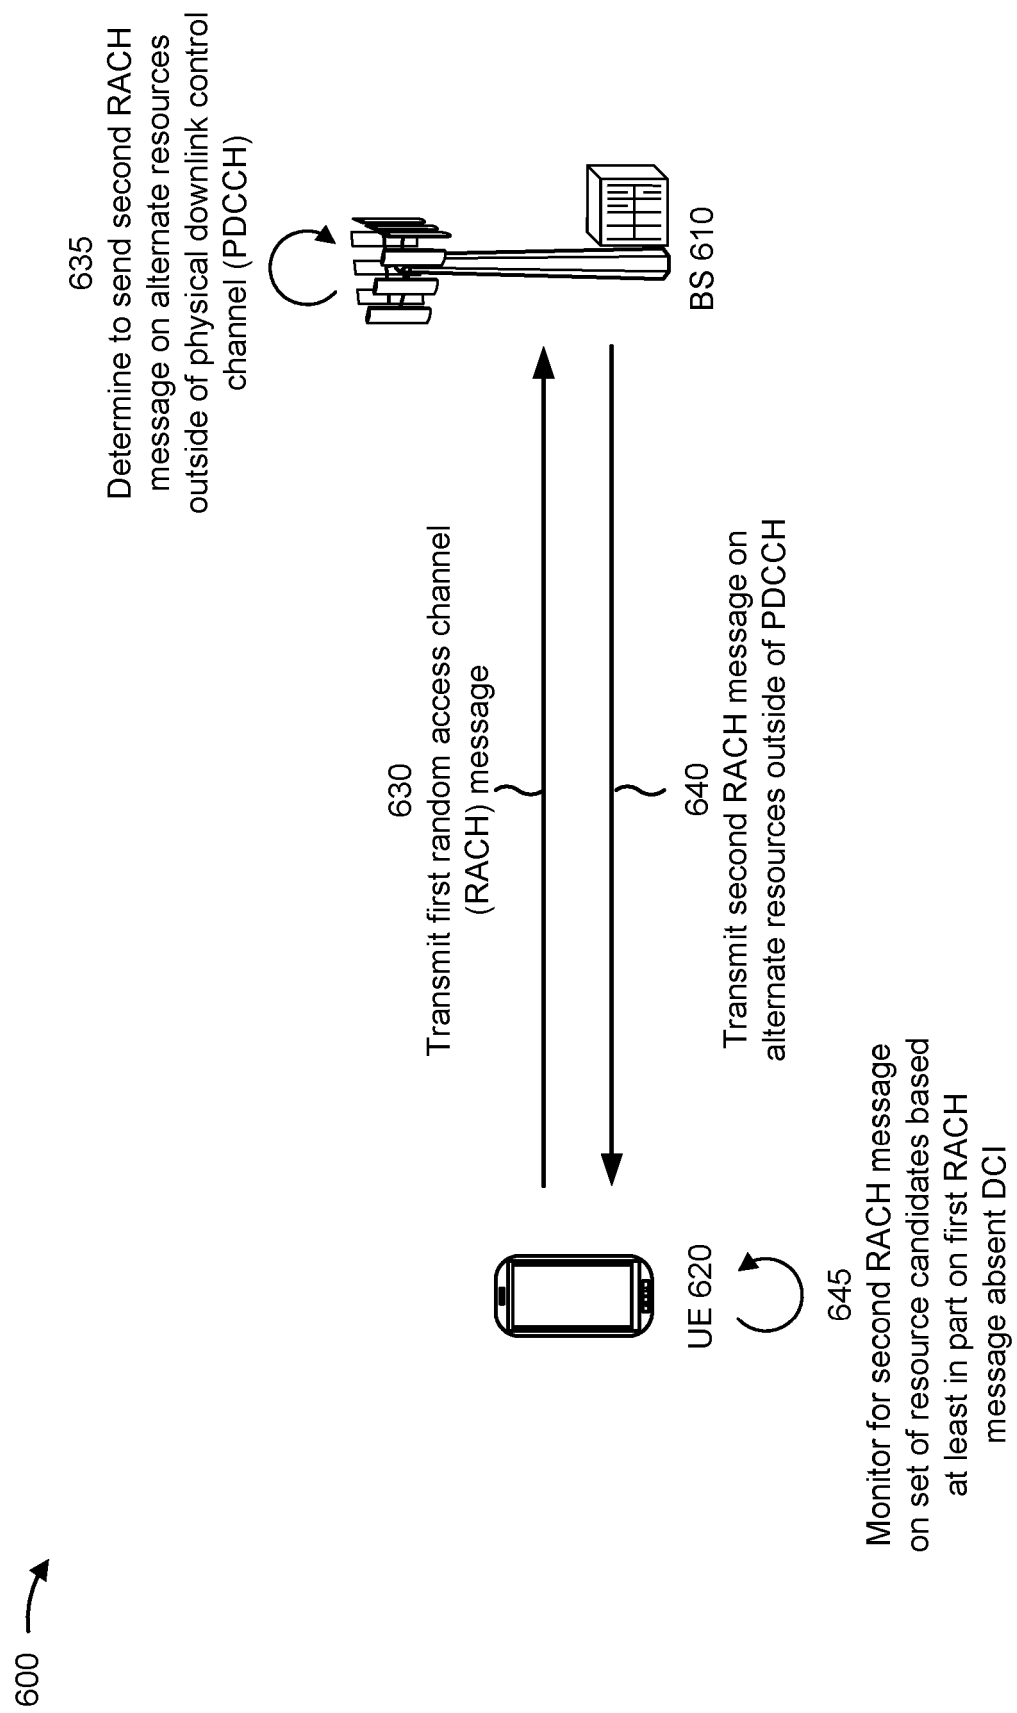 600
635
Determine to send second RACH
message on alternate resources
outside of physical downlink control
channel (PDCCH)
630
Transmit first random access channel
(RACH) message
BS 610
640
Transmit second RACH message on
alternate resources outside of PDCCH
UE 620
645
Monitor for second RACH message
on set of resource candidates based
at least in part on first RACH
message absent DCI